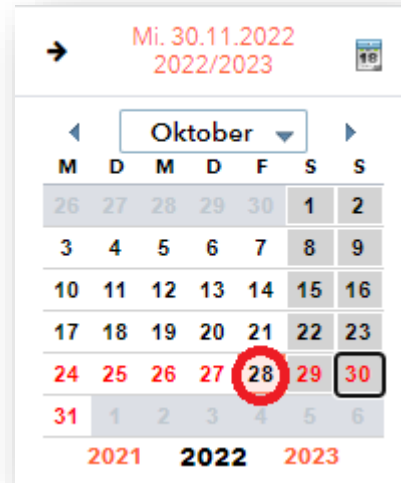 Mi. 30.11.2022
2022/2023
18
Oktober
M D M D F S S
26 27 28 29 30 1 2
3 4 5 6 7 8 9
10 11 12 13 14 15 16
17 18 19 20 21 22 23
24 25 26 27 28 29 30
31 1 2 3 4 5 6
2021 2022 2023